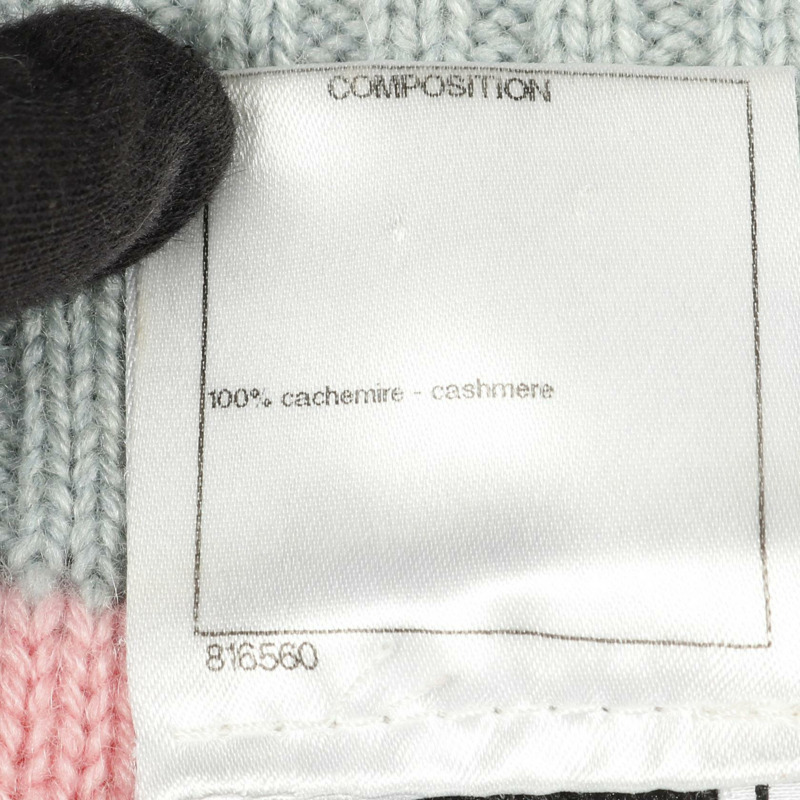 COMPOSITION
100% cachemire - cashmere
816560